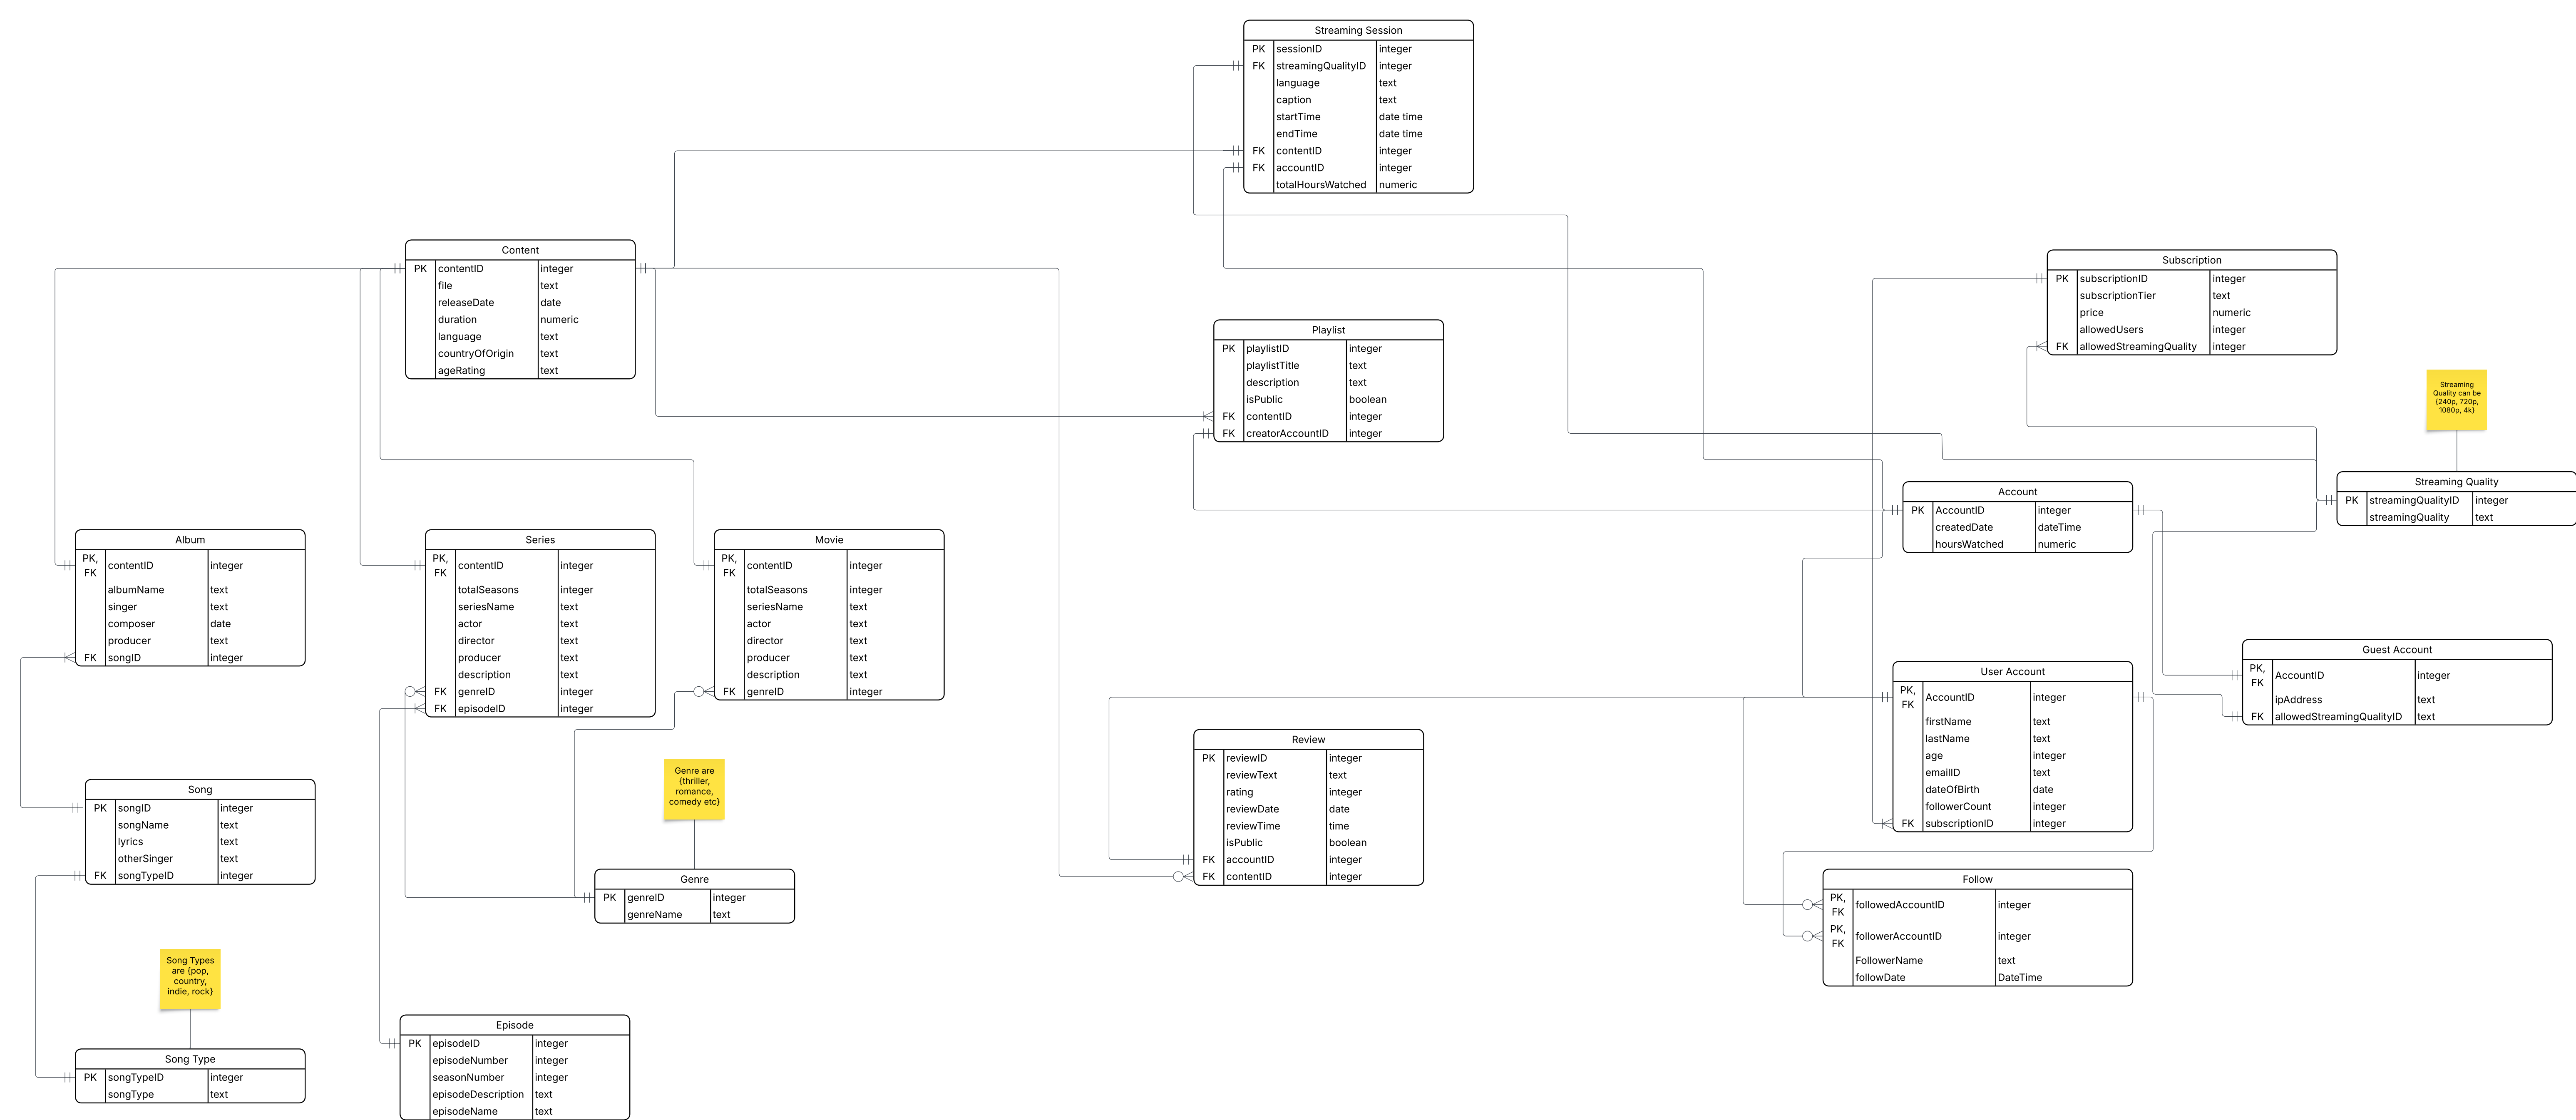 Streaming Session
PK sessionID integer
FK streamingQualityID integer
language text
caption text
startTime date time
endTime date time
FK contentID integer
FK accountID integer
totalHoursWatched numeric
Content
PK contentID integer
file text
releaseDate date
duration numeric
language text
countryOfOrigin text
ageRating text
Subscription
PK subscriptionID integer
subscriptionTier text
price numeric
allowedUsers integer
FK allowedStreamingQuality integer
Playlist
PK playlistID integer
playlistTitle text
description text
isPublic boolean
FK contentID integer
FK creatorAccountID integer
Streaming
Quality can be
{240p, 720p,
1080p, 4k}
Streaming Quality
PK streamingQualityID integer
streamingQuality text
Account
PK AccountID integer
createdDate dateTime
hoursWatched numeric
Album
PK, FK contentID integer
albumName text
singer text
composer date
producer text
FK songID integer
Series
PK, FK contentID integer
totalSeasons integer
seriesName text
actor text
director text
producer text
description text
FK genreID integer
FK episodeID integer
Movie
PK, FK contentID integer
totalSeasons integer
seriesName text
actor text
director text
producer text
description text
FK genreID integer
Guest Account
PK, FK AccountID integer
ipAddress text
FK allowedStreamingQualityID text
User Account
PK, FK AccountID integer
firstName text
lastName text
age integer
emailID text
dateOfBirth date
followerCount integer
FK subscriptionID integer
Review
PK reviewID integer
reviewText text
rating integer
reviewDate date
reviewTime time
isPublic boolean
FK accountID integer
FK contentID integer
Song
PK songID integer
songName text
lyrics text
otherSinger text
FK songTypeID integer
Genre are
{thriller,
romance,
comedy etc}
Genre
PK genreID integer
genreName text
Follow
PK, FK followedAccountID integer
PK, FK followerAccountID integer
FollowerName text
followDate DateTime
Song Types
are {pop,
country,
indie, rock}
Song Type
PK songTypeID integer
songType text
Episode
PK episodeID integer
episodeNumber integer
seasonNumber integer
episodeDescription text
episodeName text